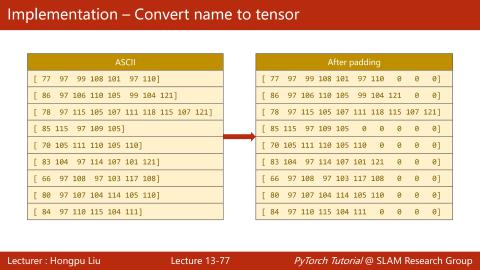 Implementation – Convert name to tensor
ASCII
[ 77 97 99 108 101 97 110]
[ 86 97 106 110 105 99 104 121]
[ 78 97 115 105 107 111 118 115 107 121]
[ 85 115 97 109 105]
[ 70 105 111 110 105 110]
[ 83 104 97 114 107 101 121]
[ 66 97 108 97 103 117 108]
[ 80 97 107 104 114 105 110]
[ 84 97 110 115 104 111]
After padding
[ 77 97 99 108 101 97 110 0 0 0]
[ 86 97 106 110 105 99 104 121 0 0]
[ 78 97 115 105 107 111 118 115 107 121]
[ 85 115 97 109 105 0 0 0 0 0]
[ 70 105 111 110 105 110 0 0 0 0]
[ 83 104 97 114 107 101 121 0 0 0]
[ 66 97 108 97 103 117 108 0 0 0]
[ 80 97 107 104 114 105 110 0 0 0]
[ 84 97 110 115 104 111 0 0 0 0]
Lecturer : Hongpu Liu
Lecture 13-77
PyTorch Tutorial @ SLAM Research Group